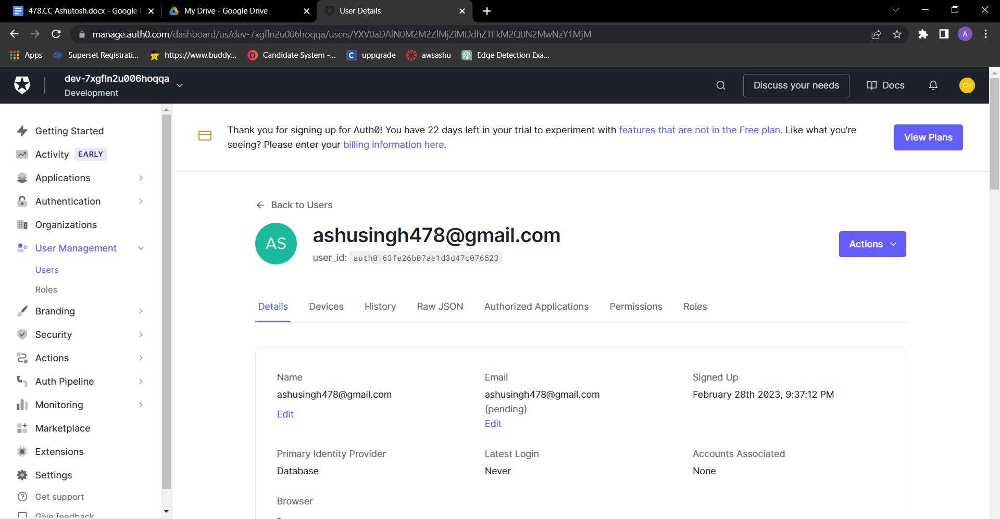 478.CC Ashutosh.docx - Google D
My Drive - Google Drive
User Details
manage.auth0.com/dashboard/us/dev-7xgfln2u006hoqqa/users/YXV0aDAlN0M2M2ZlMjZiMDdhZTFkM2Q0N2MwNzY1MjM
A
Apps
Superset Registrati...
https://www.buddy...
Candidate System -...
C
uppgrade
awsashu
Edge Detection Exa...
dev-7xgfln2u006hoqqa
Development
Discuss your needs
Docs
CH
Getting Started
Activity EARLY
Applications
Authentication
Organizations
User Management
Users
Roles
Branding
Security
Actions
Auth Pipeline
Monitoring
Marketplace
Extensions
Settings
Get support
Give feedback
Thank you for signing up for Auth0! You have 22 days left in your trial to experiment with features that are not in the Free plan. Like what you're
seeing? Please enter your billing information here.
View Plans
Back to Users
AS
ashusingh478@gmail.com
user_id: auth0|63fe26b07ae1d3d47c076523
Actions
Details
Devices
History
Raw JSON
Authorized Applications
Permissions
Roles
Name
ashusingh478@gmail.com
Edit
Email
ashusingh478@gmail.com
(pending)
Edit
Signed Up
February 28th 2023, 9:37:12 PM
Primary Identity Provider
Database
Latest Login
Never
Accounts Associated
None
Browser